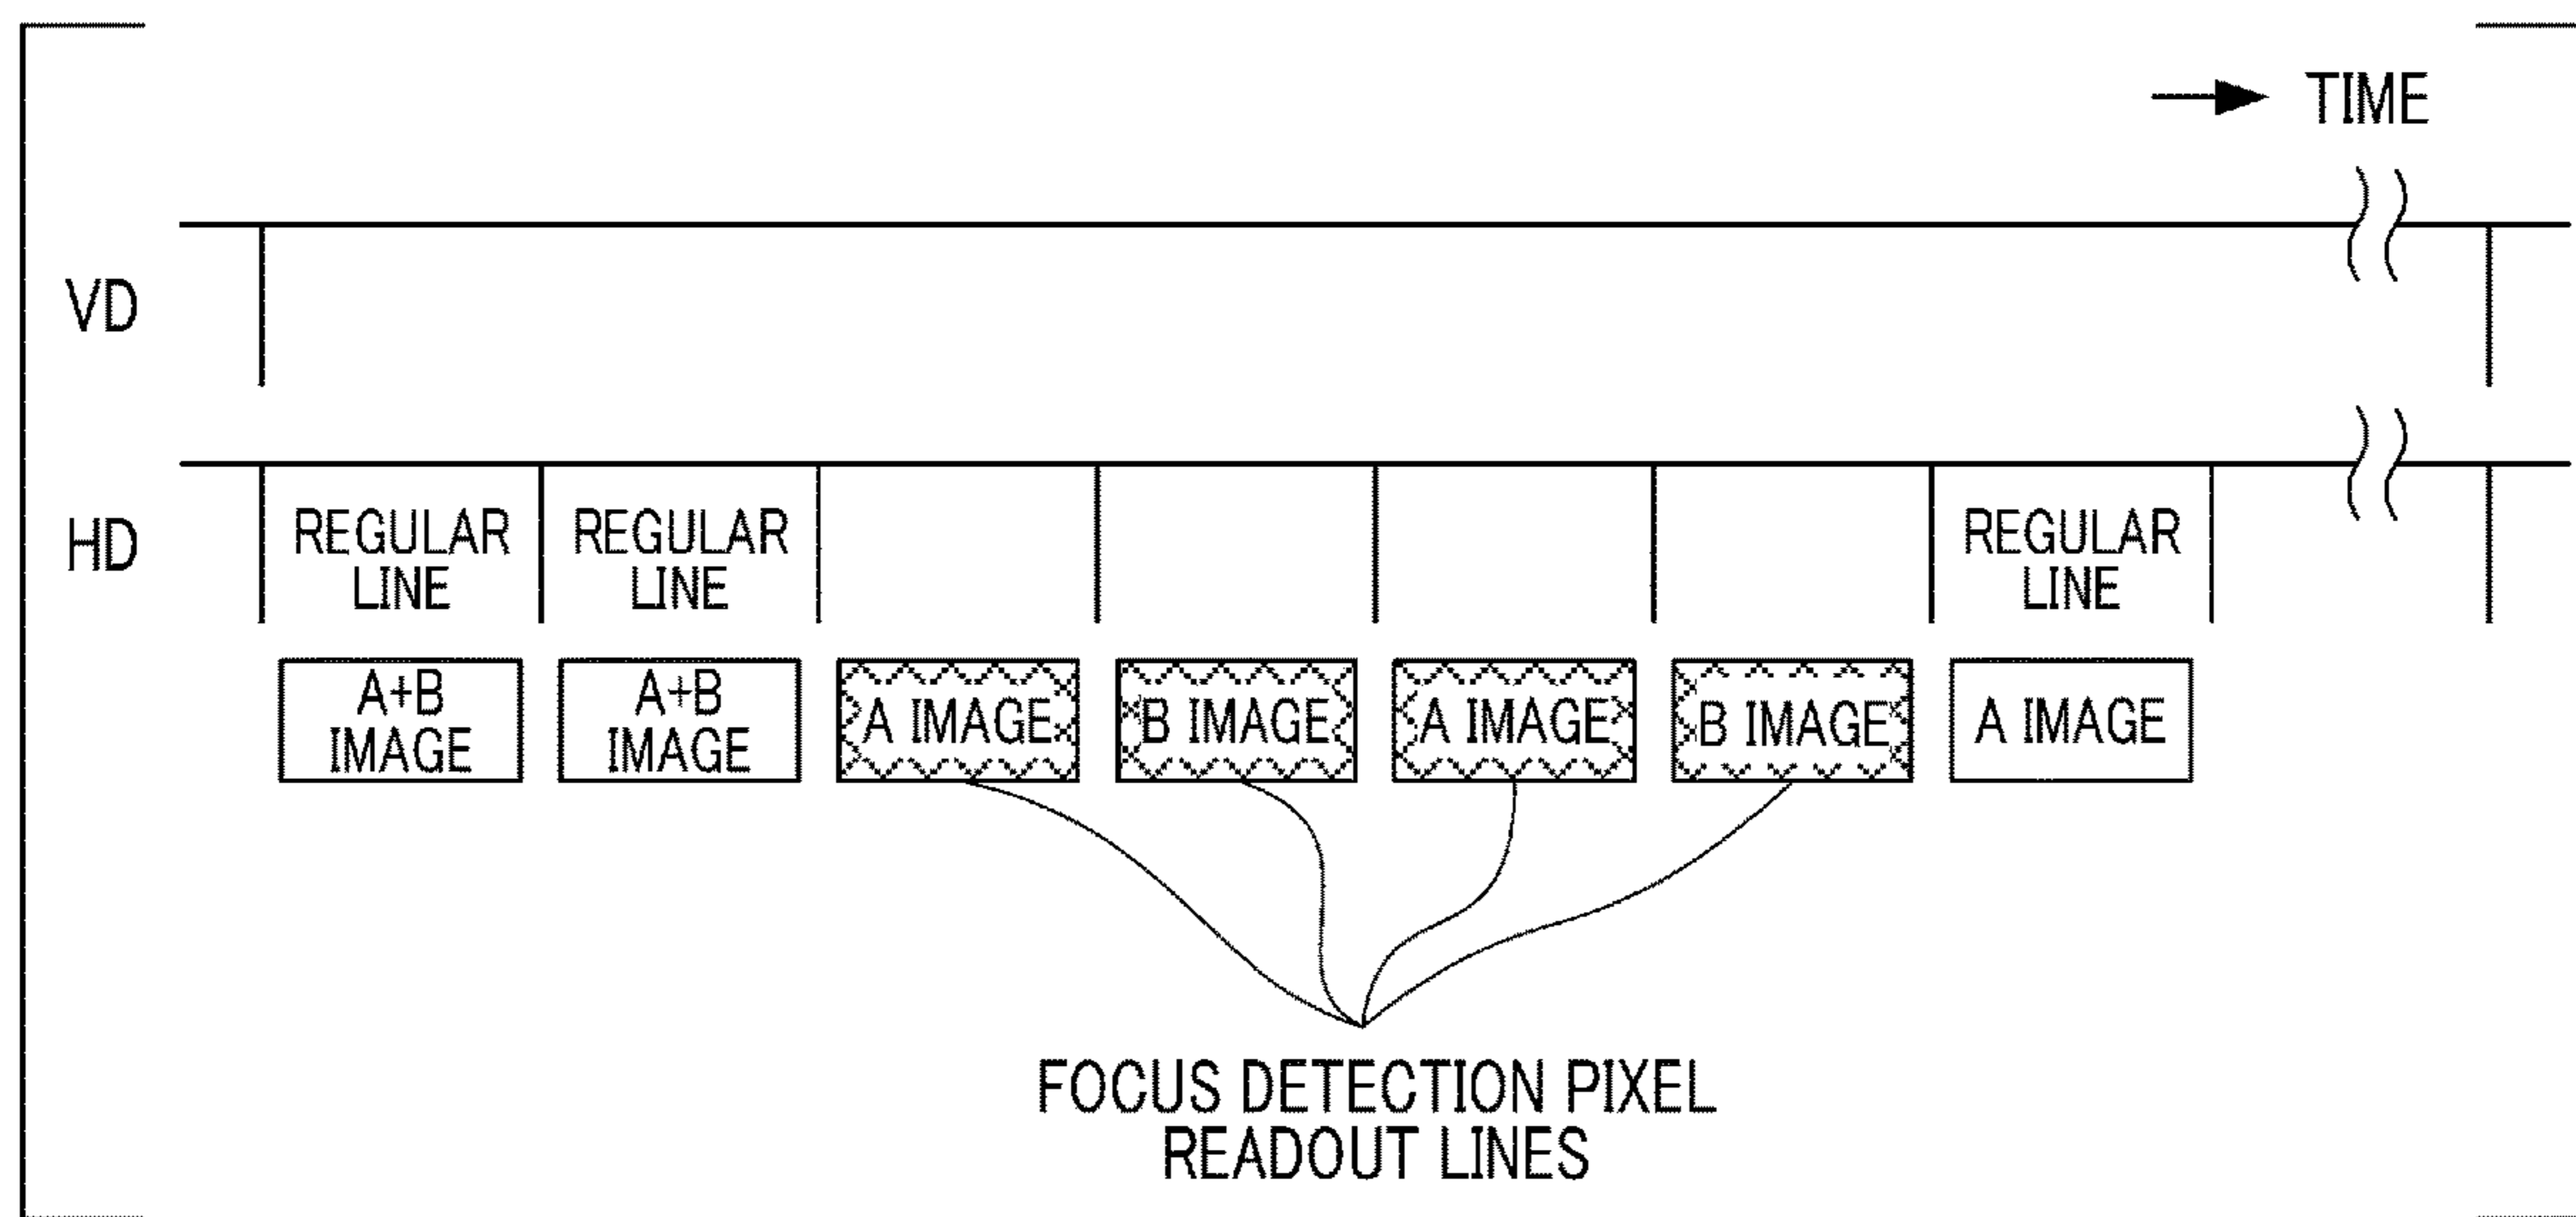 TIME
VD
HD
REGULAR
LINE
REGULAR
LINE
REGULAR
LINE
A+B
IMAGE
A+B
IMAGE
A IMAGE
B IMAGE
A IMAGE
B IMAGE
A IMAGE
FOCUS DETECTION PIXEL
READOUT LINES